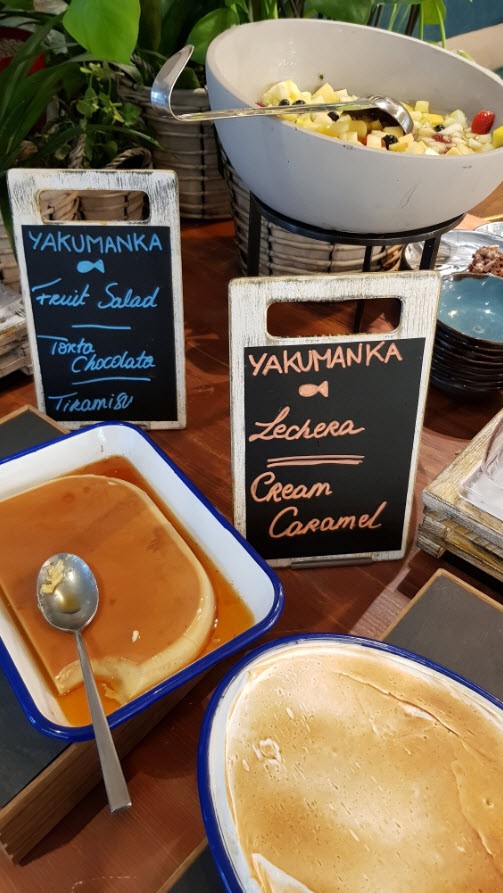 YAKUMANKA
Fruit Salad
Torta
Chocolate
Tiramisu
YAKUMANKA
Lechera
Cream
Caramel